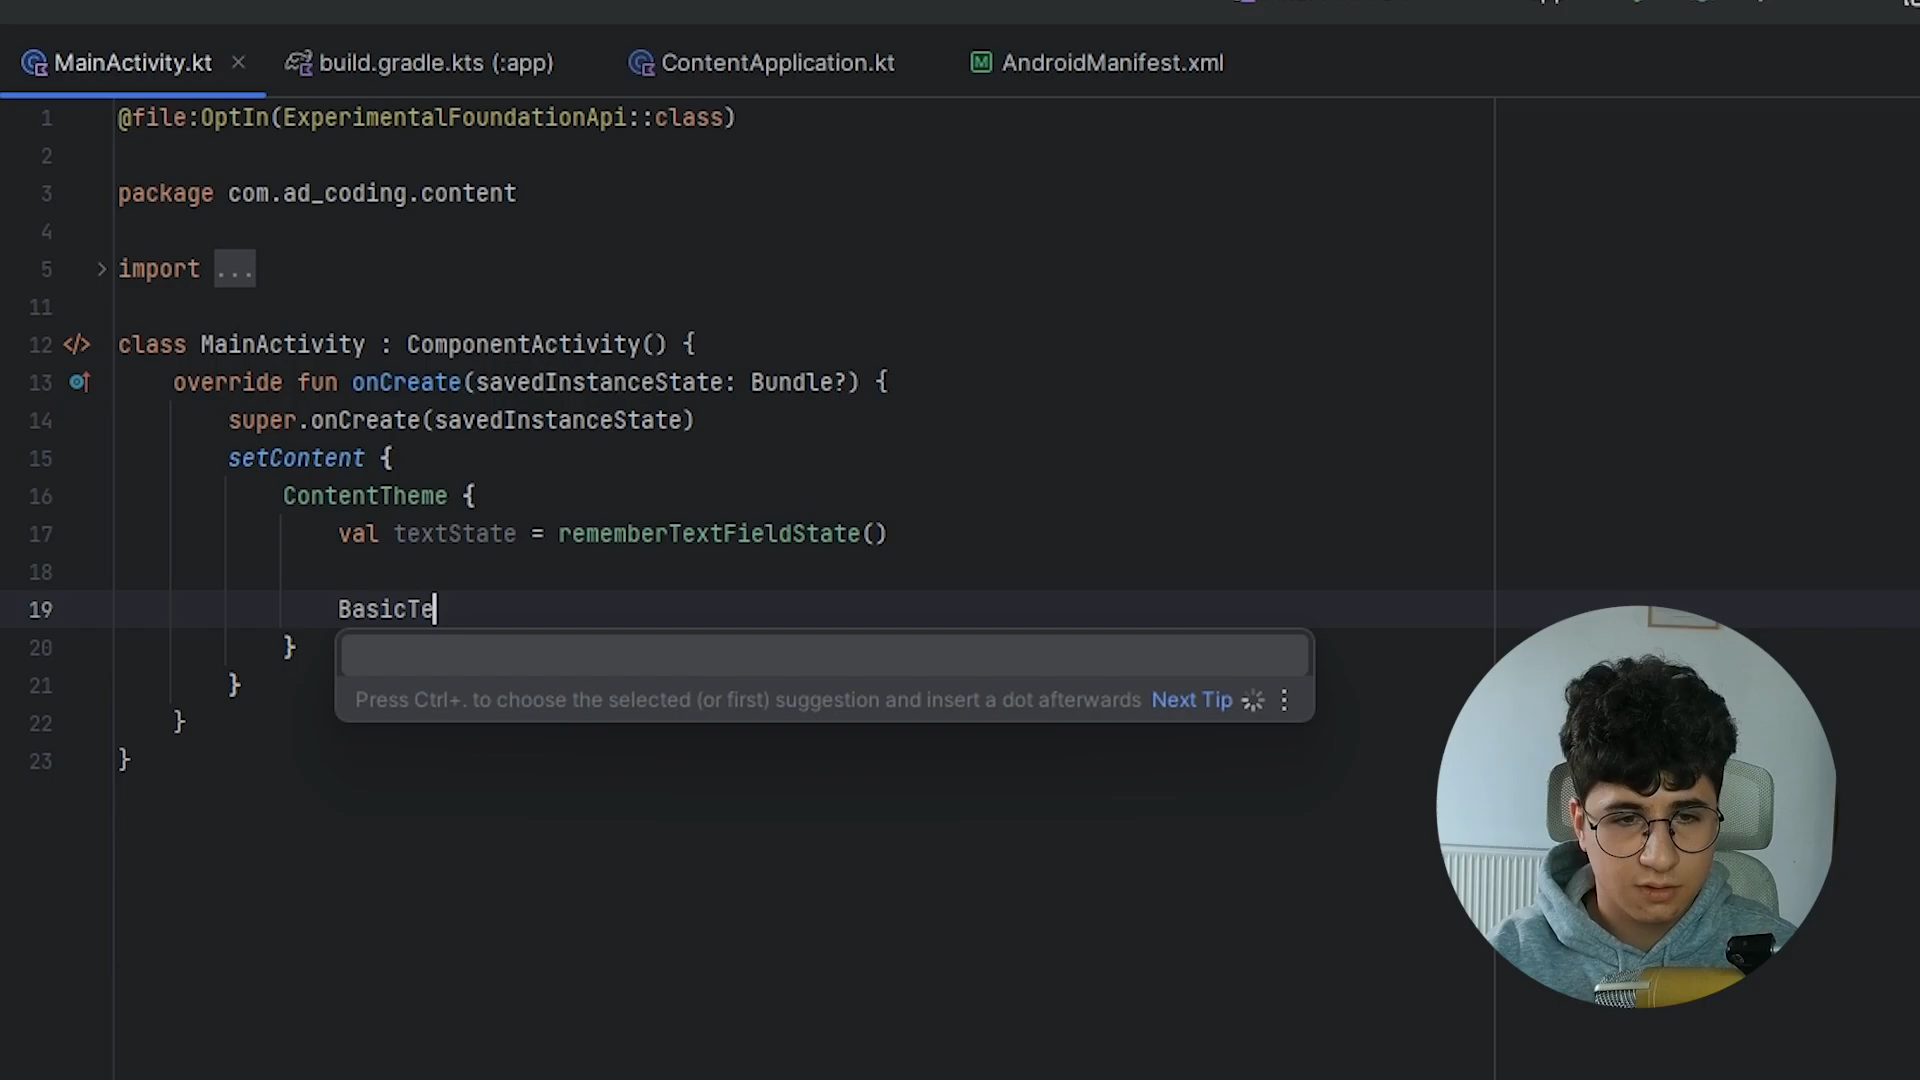 MainActivity.kt
build.gradle.kts (:app)
ContentApplication.kt
AndroidManifest.xml
1 @file:OptIn(ExperimentalFoundationApi::class)
2
3 package com.ad_coding.content
4
5 import ...
11
12 class MainActivity : ComponentActivity() {
13 override fun onCreate(savedInstanceState: Bundle?) {
14 super.onCreate(savedInstanceState)
15 setContent {
16 ContentTheme {
17 val textState = rememberTextFieldState()
18
19 BasicTe
20 }
Press Ctrl+. to choose the selected (or first) suggestion and insert a dot afterwards Next Tip
21 }
22 }
23 }